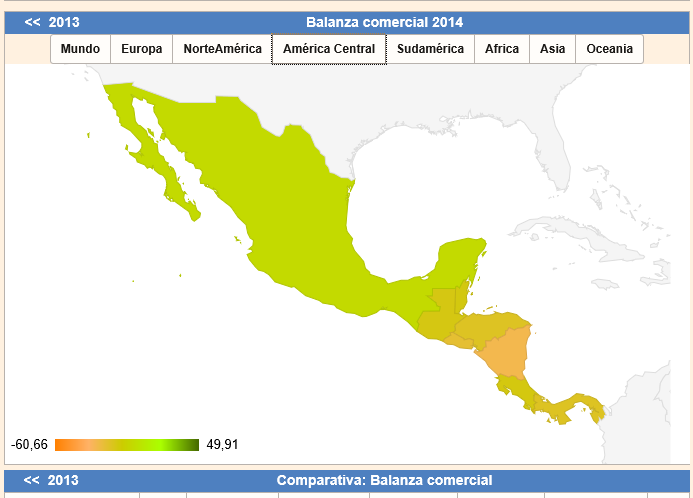 << 2013 Balanza comercial 2014
Mundo Europa NorteAmérica América Central Sudamérica Africa Asia Oceania
-60,66 49,91
<< 2013 Comparativa: Balanza comercial